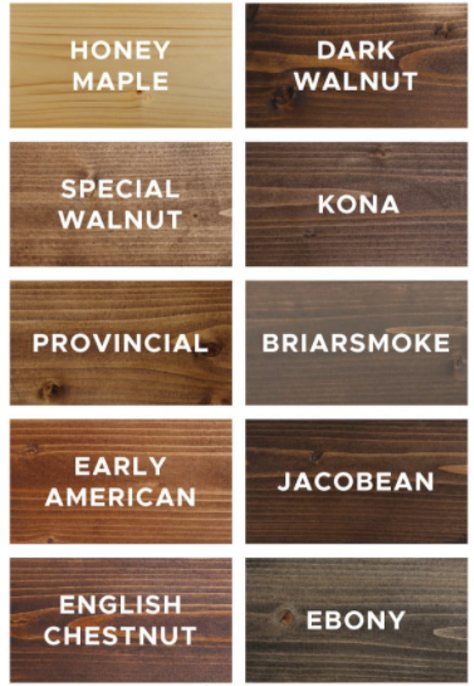 HONEY
MAPLE
DARK
WALNUT
SPECIAL
WALNUT
KONA
PROVINCIAL
BRIARSMOKE
EARLY
AMERICAN
JACOBEAN
ENGLISH
CHESTNUT
EBONY